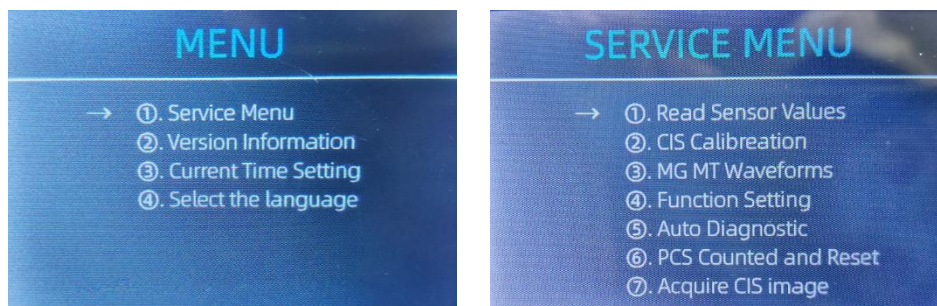 MENU
→ ①. Service Menu
②. Version Information
③. Current Time Setting
④. Select the language
SERVICE MENU
→ ①. Read Sensor Values
②. CIS Calibreation
③. MG MT Waveforms
④. Function Setting
⑤. Auto Diagnostic
⑥. PCS Counted and Reset
⑦. Acquire CIS image